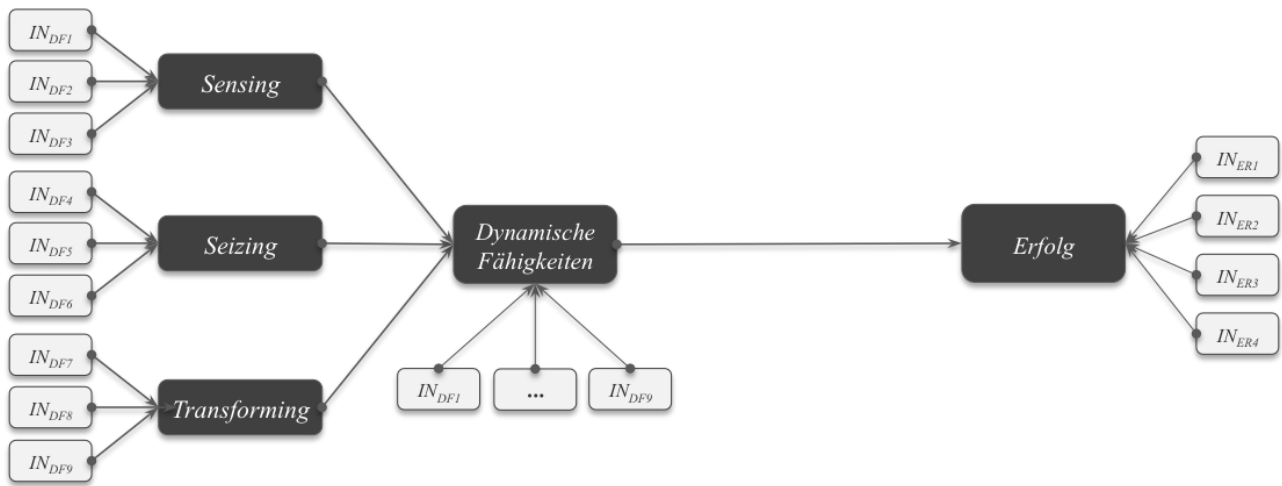 IN_DF1
IN_DF2
IN_DF3
Sensing
IN_DF4
IN_DF5
IN_DF6
Seizing
IN_DF7
IN_DF8
IN_DF9
Transforming
Dynamische
Fähigkeiten
IN_DF1
...
IN_DF9
Erfolg
IN_ER1
IN_ER2
IN_ER3
IN_ER4